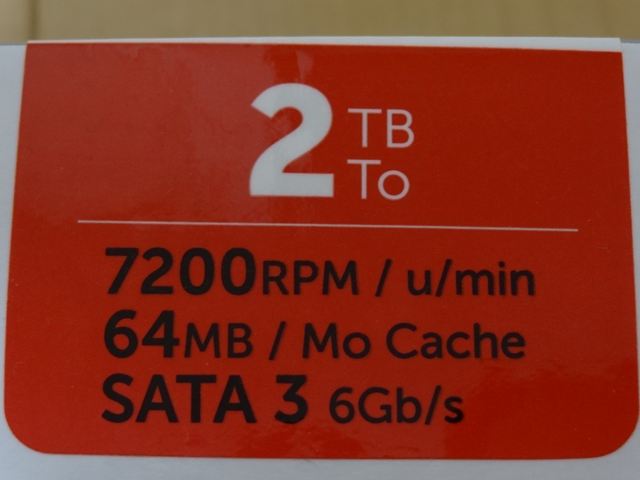 2 TB
To
7200RPM / u/min
64MB / Mo Cache
SATA 3 6Gb/s